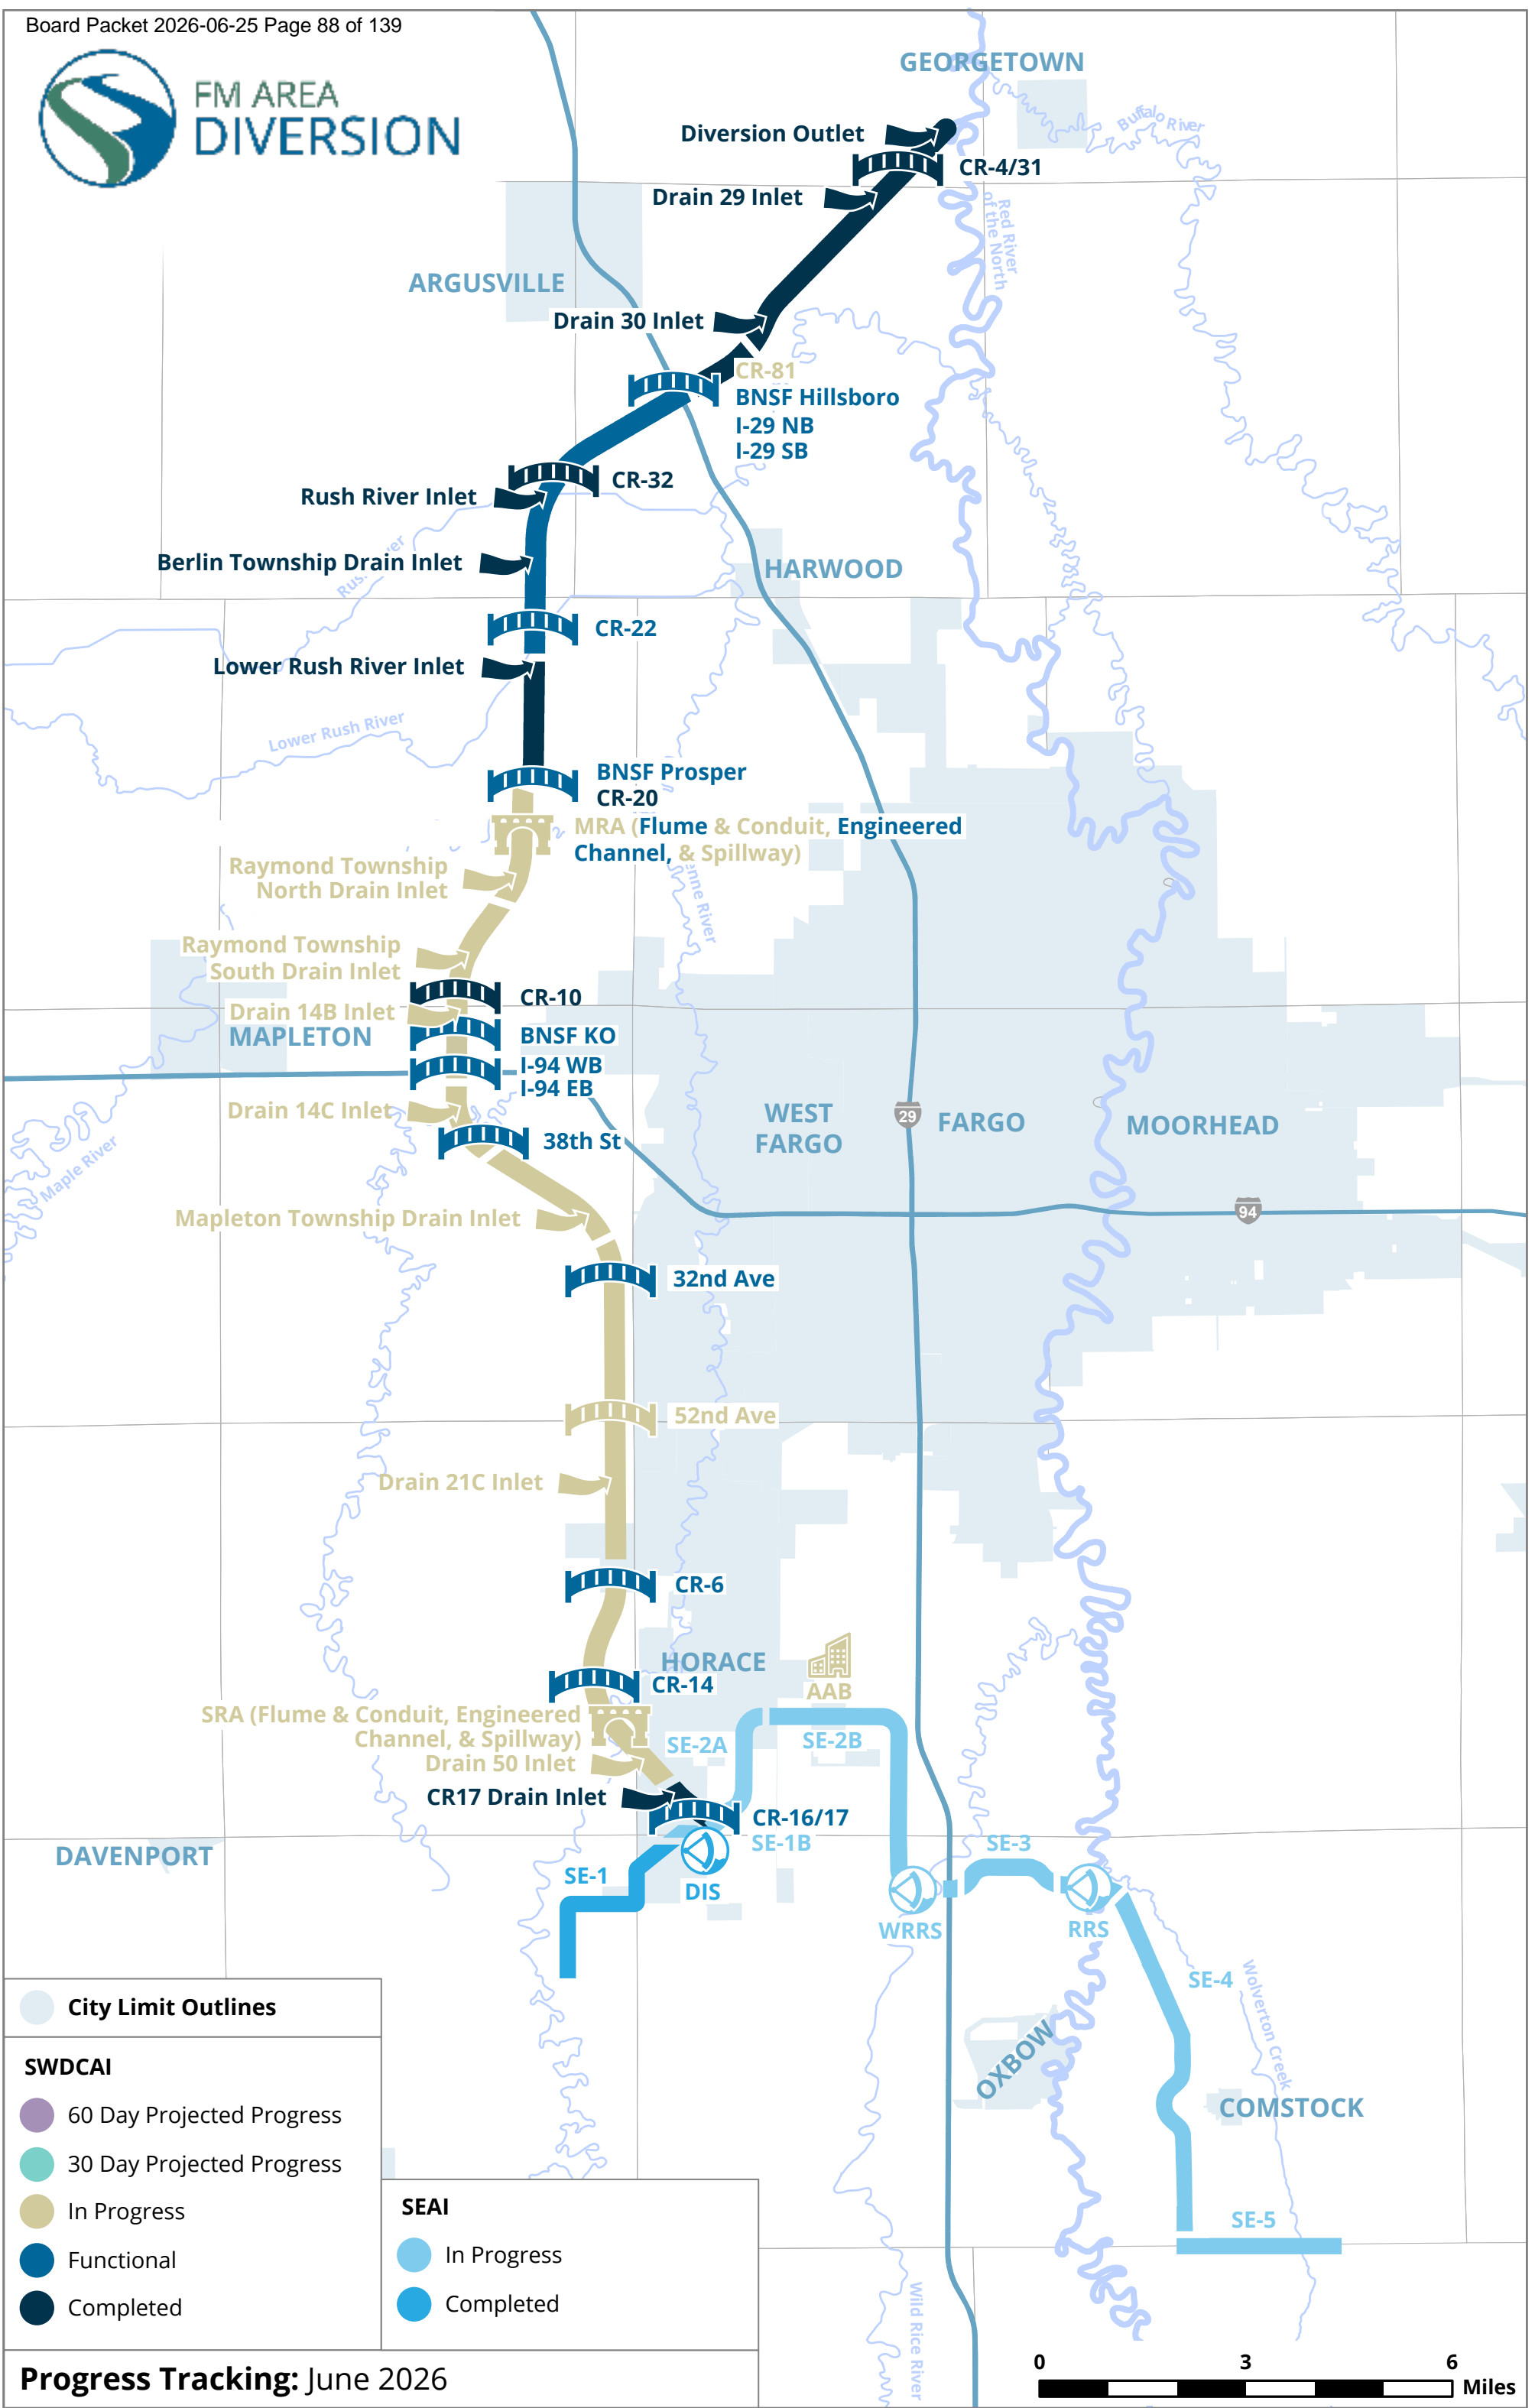 Board Packet 2026-06-25 Page 88 of 139
FM AREA
DIVERSION
GEORGETOWN
Buffalo River
Diversion Outlet
CR-4/31
Drain 29 Inlet
Red River
of the North
ARGUSVILLE
Drain 30 Inlet
CR-81
BNSF Hillsboro
I-29 NB
I-29 SB
CR-32
Rush River Inlet
Berlin Township Drain Inlet
HARWOOD
CR-22
Lower Rush River Inlet
Lower Rush River
BNSF Prosper
CR-20
MRA (Flume & Conduit, Engineered
Channel, & Spillway)
Raymond Township
North Drain Inlet
River
Raymond Township
South Drain Inlet
CR-10
Drain 14B Inlet
MAPLETON
BNSF KO
I-94 WB
I-94 EB
Drain 14C Inlet
WEST
FARGO
29
FARGO
MOORHEAD
38th St
Maple River
Mapleton Township Drain Inlet
94
32nd Ave
52nd Ave
Drain 21C Inlet
CR-6
HORACE
AAB
CR-14
SRA (Flume & Conduit, Engineered
Channel, & Spillway)
SE-2A
SE-2B
Drain 50 Inlet
CR17 Drain Inlet
CR-16/17
SE-1B
SE-3
DAVENPORT
SE-1
DIS
WRRS
RRS
SE-4
Wolverton Creek
OXBOW
COMSTOCK
SE-5
Wild Rice River
City Limit Outlines
SWDCAI
60 Day Projected Progress
30 Day Projected Progress
In Progress
Functional
Completed
SEAI
In Progress
Completed
Progress Tracking: June 2026
0 3 6
Miles